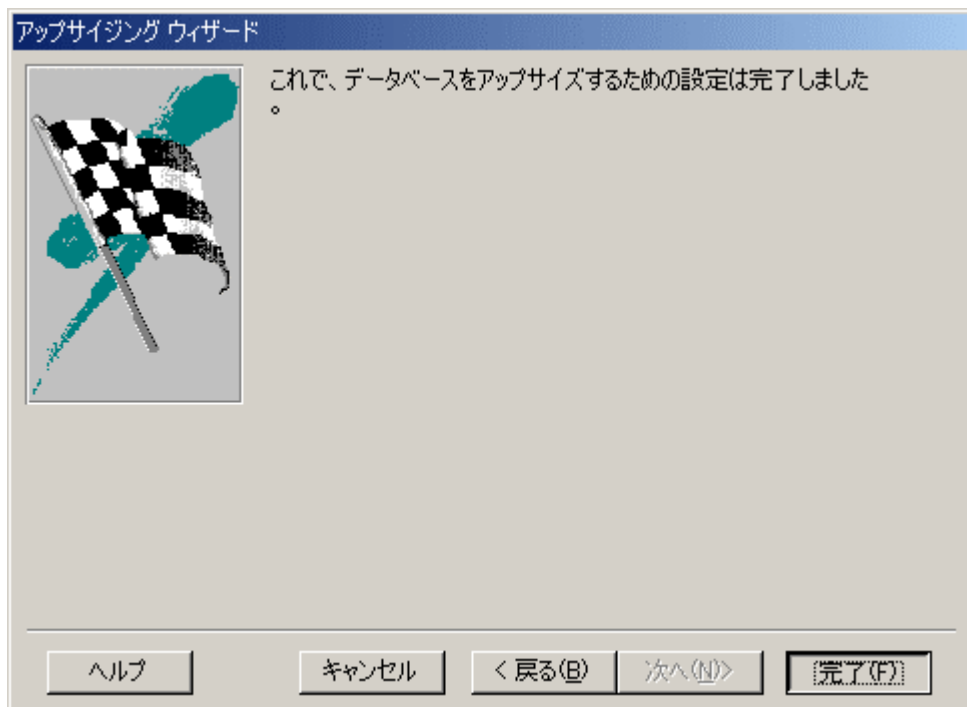 アップサイジング ウィザード
これで、データベースをアップサイズするための設定は完了しました
。
ヘルプ
キャンセル
< 戻る(B)
次へ(N)>
完了(F)